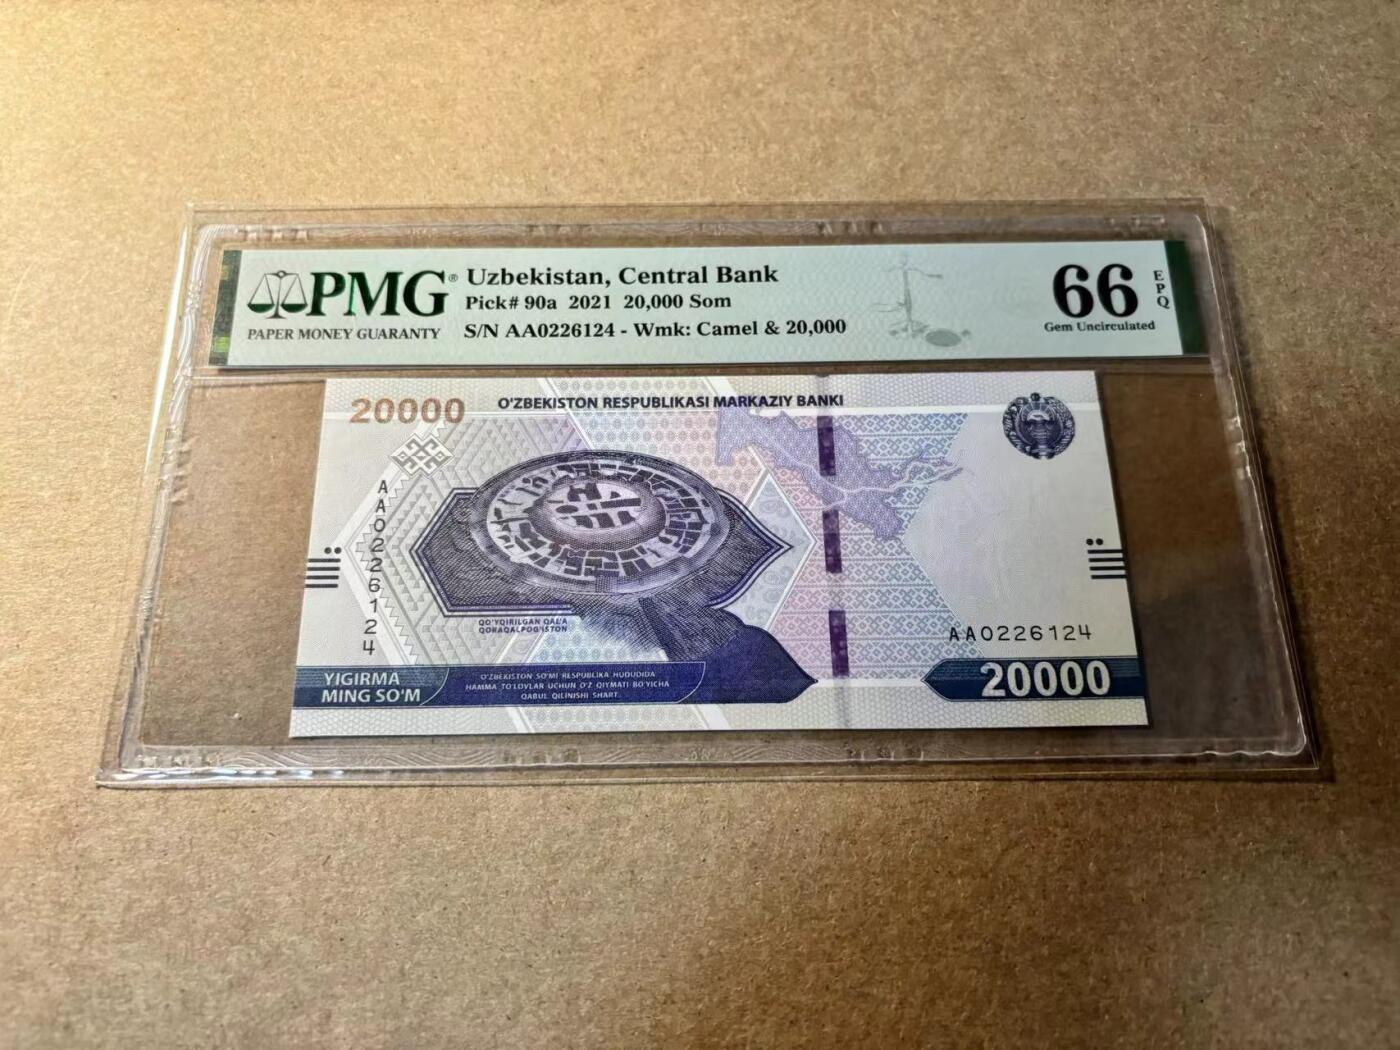 PMG®
PAPER MONEY GUARANTY
Uzbekistan, Central Bank
Pick# 90a 2021 20,000 Som
S/N AA0226124 - Wmk: Camel & 20,000
66
EPQ
Gem Uncirculated
20000
O'ZBEKISTON RESPUBLIKASI MARKAZIY BANKI
AA0226124
QO'YQIRILGAN QAL'A
QORAQALPOG'ISTON
AA0226124
YIGIRMA
MING SO'M
O'ZBEKISTON SO'MI RESPUBLIKA HUDUDIDA
HAMMA TO'LOVLAR UCHUN O'Z QIYMATI BO'YICHA
QABUL QILINISHI SHART.
20000